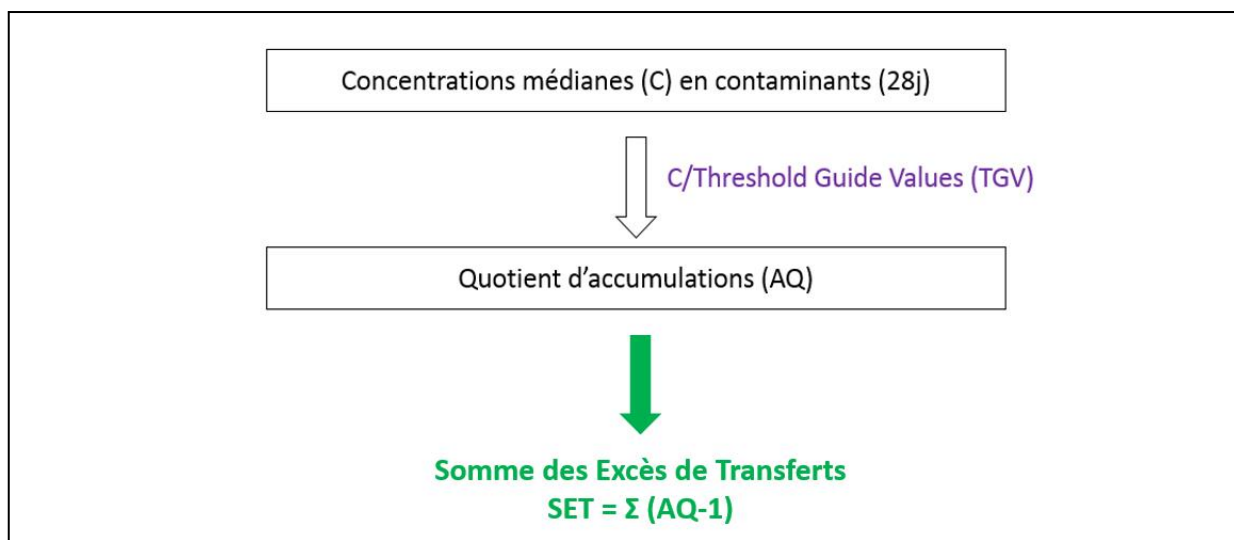 Concentrations médianes (C) en contaminants (28j)
C/Threshold Guide Values (TGV)
Quotient d’accumulations (AQ)
Somme des Excès de Transferts
SET = Σ (AQ-1)